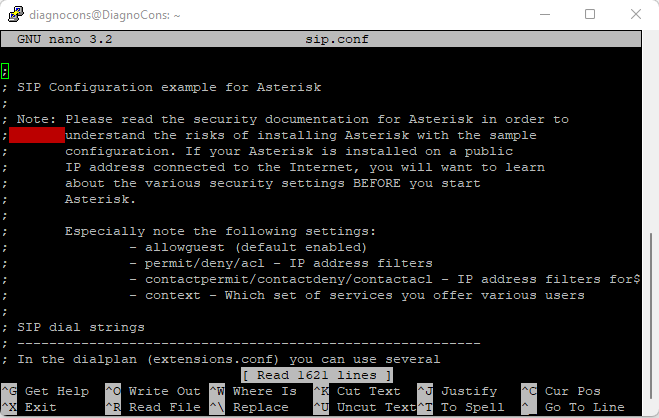 diagnocons@DiagnoCons: ~
GNU nano 3.2 sip.conf
;
; SIP Configuration example for Asterisk
;
; Note: Please read the security documentation for Asterisk in order to
; understand the risks of installing Asterisk with the sample
; configuration. If your Asterisk is installed on a public
; IP address connected to the Internet, you will want to learn
; about the various security settings BEFORE you start
; Asterisk.
;
; Especially note the following settings:
; - allowguest (default enabled)
; - permit/deny/acl - IP address filters
; - contactpermit/contactdeny/contactacl - IP address filters for$
; - context - Which set of services you offer various users
;
; SIP dial strings
; ----------------------------------------------------------
; In the dialplan (extensions.conf) you can use several
[ Read 1621 lines ]
^G Get Help ^O Write Out ^W Where Is ^K Cut Text ^J Justify ^C Cur Pos
^X Exit ^R Read File ^\ Replace ^U Uncut Text ^T To Spell ^_ Go To Line